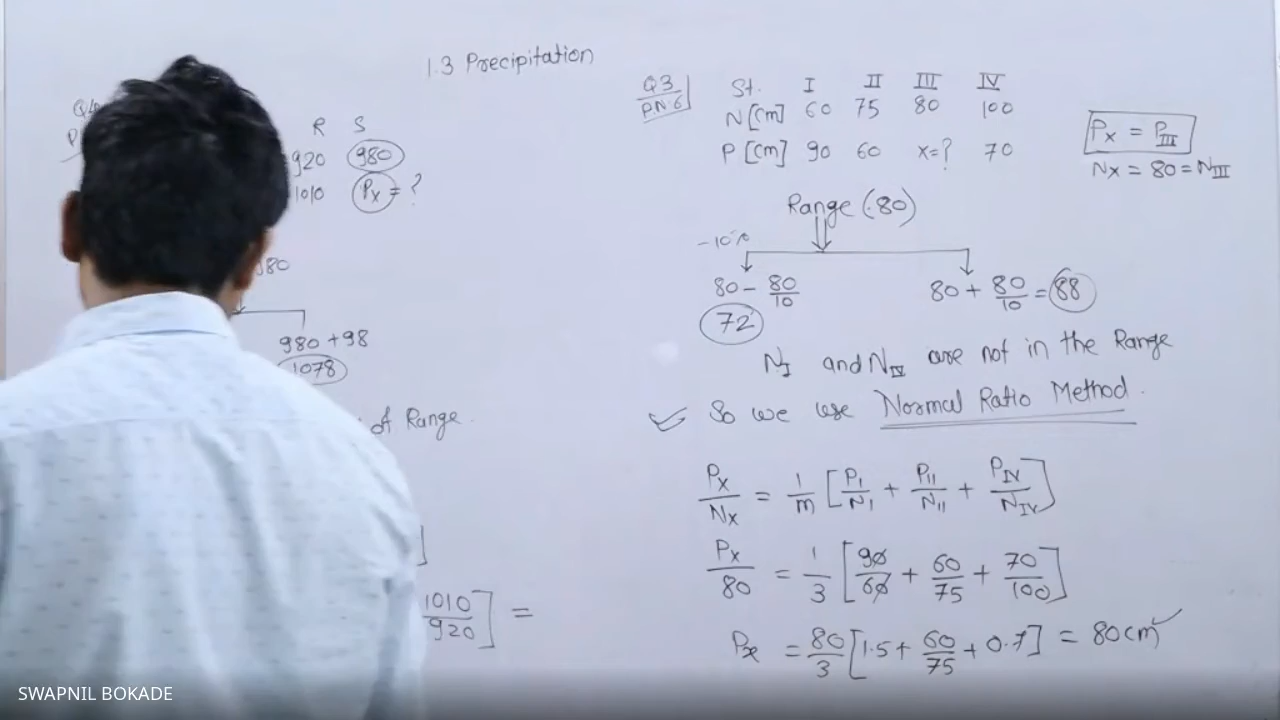 1.3 Precipitation
R S
920 980
1010 Px = ?
980
980 + 98
1078
of Range.
]
1010/920 ] =
Q3
P.N.6
St. I II III IV
N [cm] 60 75 80 100
P [cm] 90 60 x=? 70
Px = PIII
Nx = 80 = NIII
Range (80)
-10%
80 - 80/10 80 + 80/10 = 88
72
NI and NIV are not in the Range
So we use Normal Ratio Method.
Px/Nx = 1/m [PI/NI + PII/NII + PIV/NIV]
Px/80 = 1/3 [90/60 + 60/75 + 70/100]
Px = 80/3 [1.5 + 60/75 + 0.7] = 80cm
SWAPNIL BOKADE